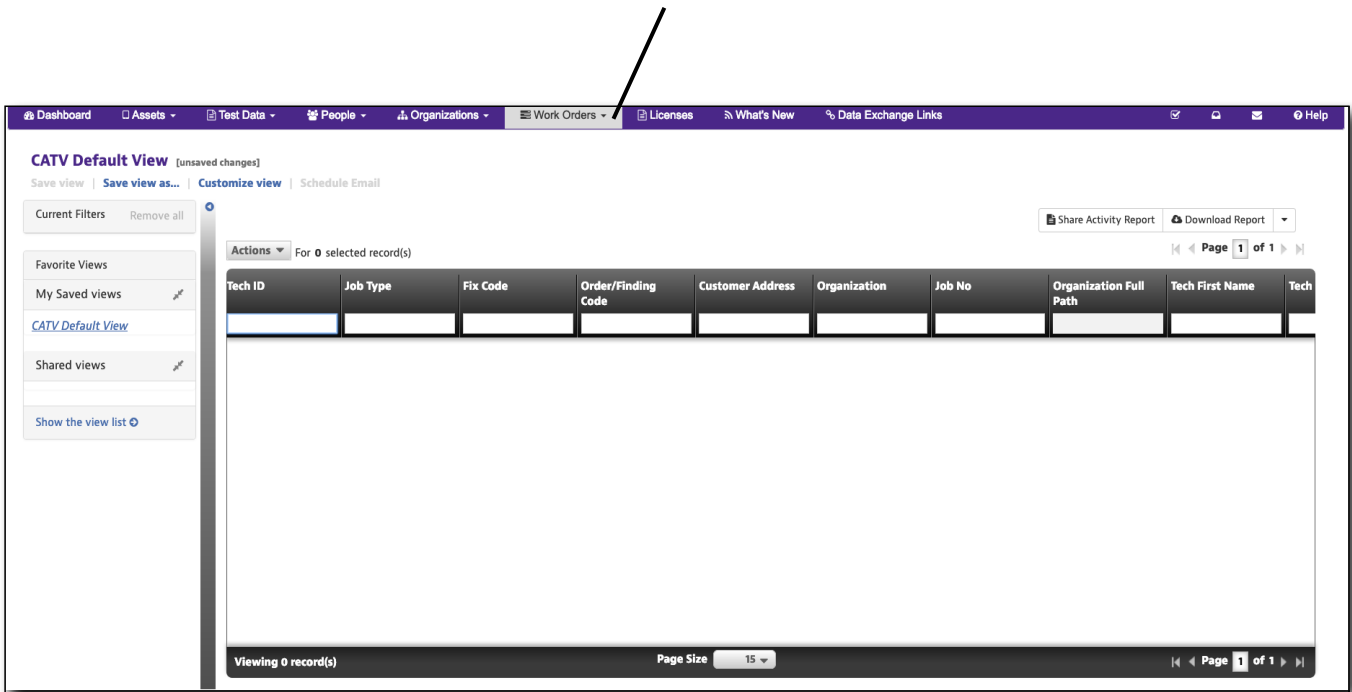 Dashboard Assets Test Data People Organizations Work Orders Licenses What's New Data Exchange Links Help
CATV Default View [unsaved changes]
Save view | Save view as... | Customize view | Schedule Email
Current Filters Remove all
Share Activity Report Download Report
Actions For 0 selected record(s)
Page 1 of 1
Favorite Views
My Saved views
CATV Default View
Shared views
Show the view list
Tech ID Job Type Fix Code Order/Finding Customer Address Organization Job No Organization Full Tech First Name Tech
Code Path
Viewing 0 record(s) Page Size 15 Page 1 of 1